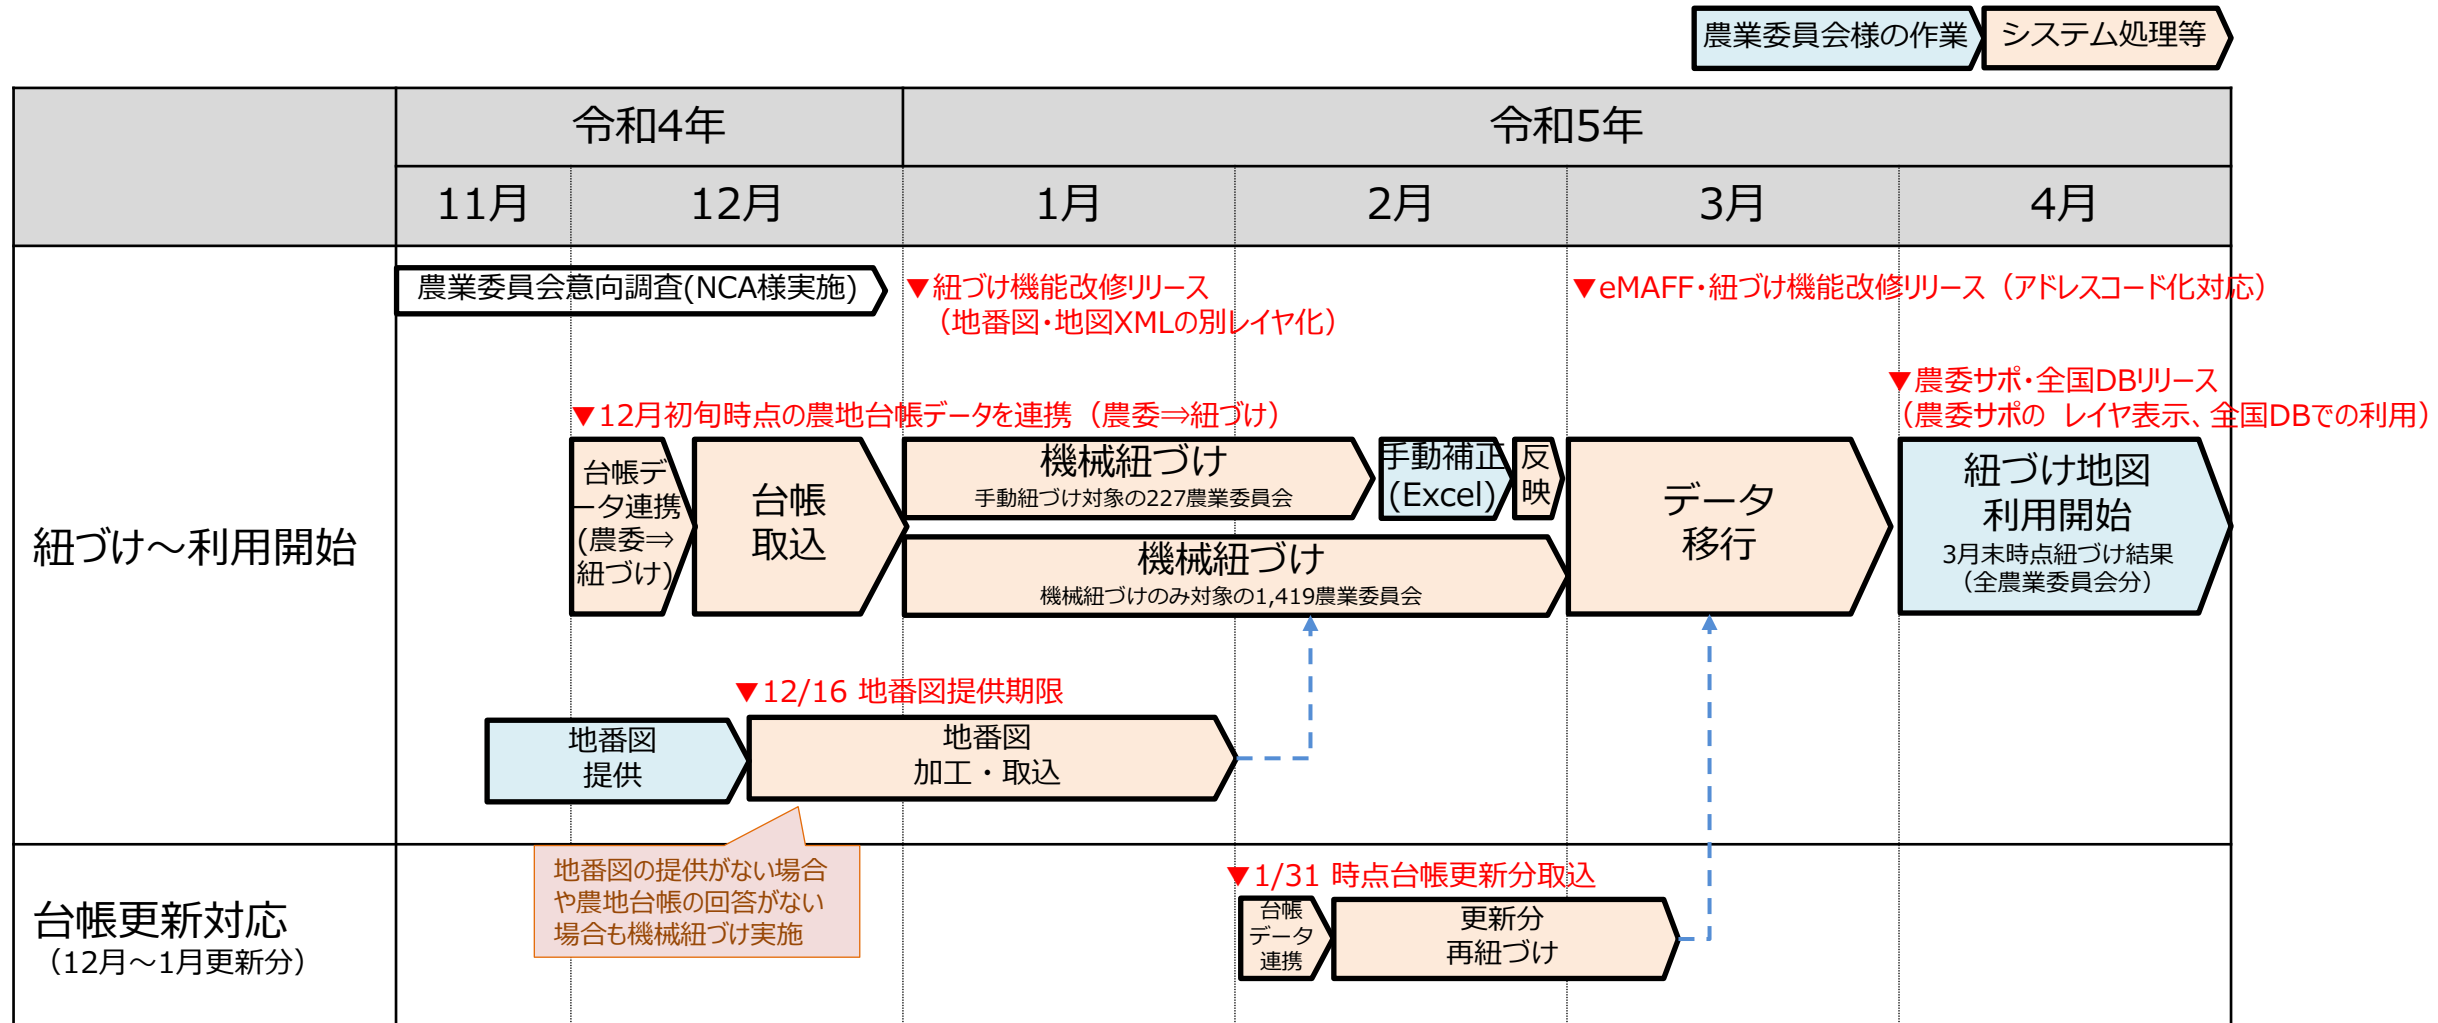 農業委員会様の作業
システム処理等
令和4年
令和5年
11月
12月
1月
2月
3月
4月
紐づけ～利用開始
農業委員会意向調査(NCA様実施)
▼紐づけ機能改修リリース
（地番図・地図XMLの別レイヤ化）
▼eMAFF・紐づけ機能改修リリース（アドレスコード化対応）
▼農委サポ・全国DBリリース
（農委サポの レイヤ表示、全国DBでの利用）
▼12月初旬時点の農地台帳データを連携（農委⇒紐づけ）
台帳デ
ータ連携
(農委⇒
紐づけ)
台帳
取込
機械紐づけ
手動紐づけ対象の227農業委員会
手動補正
(Excel)
反
映
機械紐づけ
機械紐づけのみ対象の1,419農業委員会
データ
移行
紐づけ地図
利用開始
3月末時点紐づけ結果
（全農業委員会分）
▼12/16 地番図提供期限
地番図
提供
地番図
加工・取込
地番図の提供がない場合
や農地台帳の回答がない
場合も機械紐づけ実施
台帳更新対応
（12月～1月更新分）
▼1/31 時点台帳更新分取込
台帳
データ
連携
更新分
再紐づけ